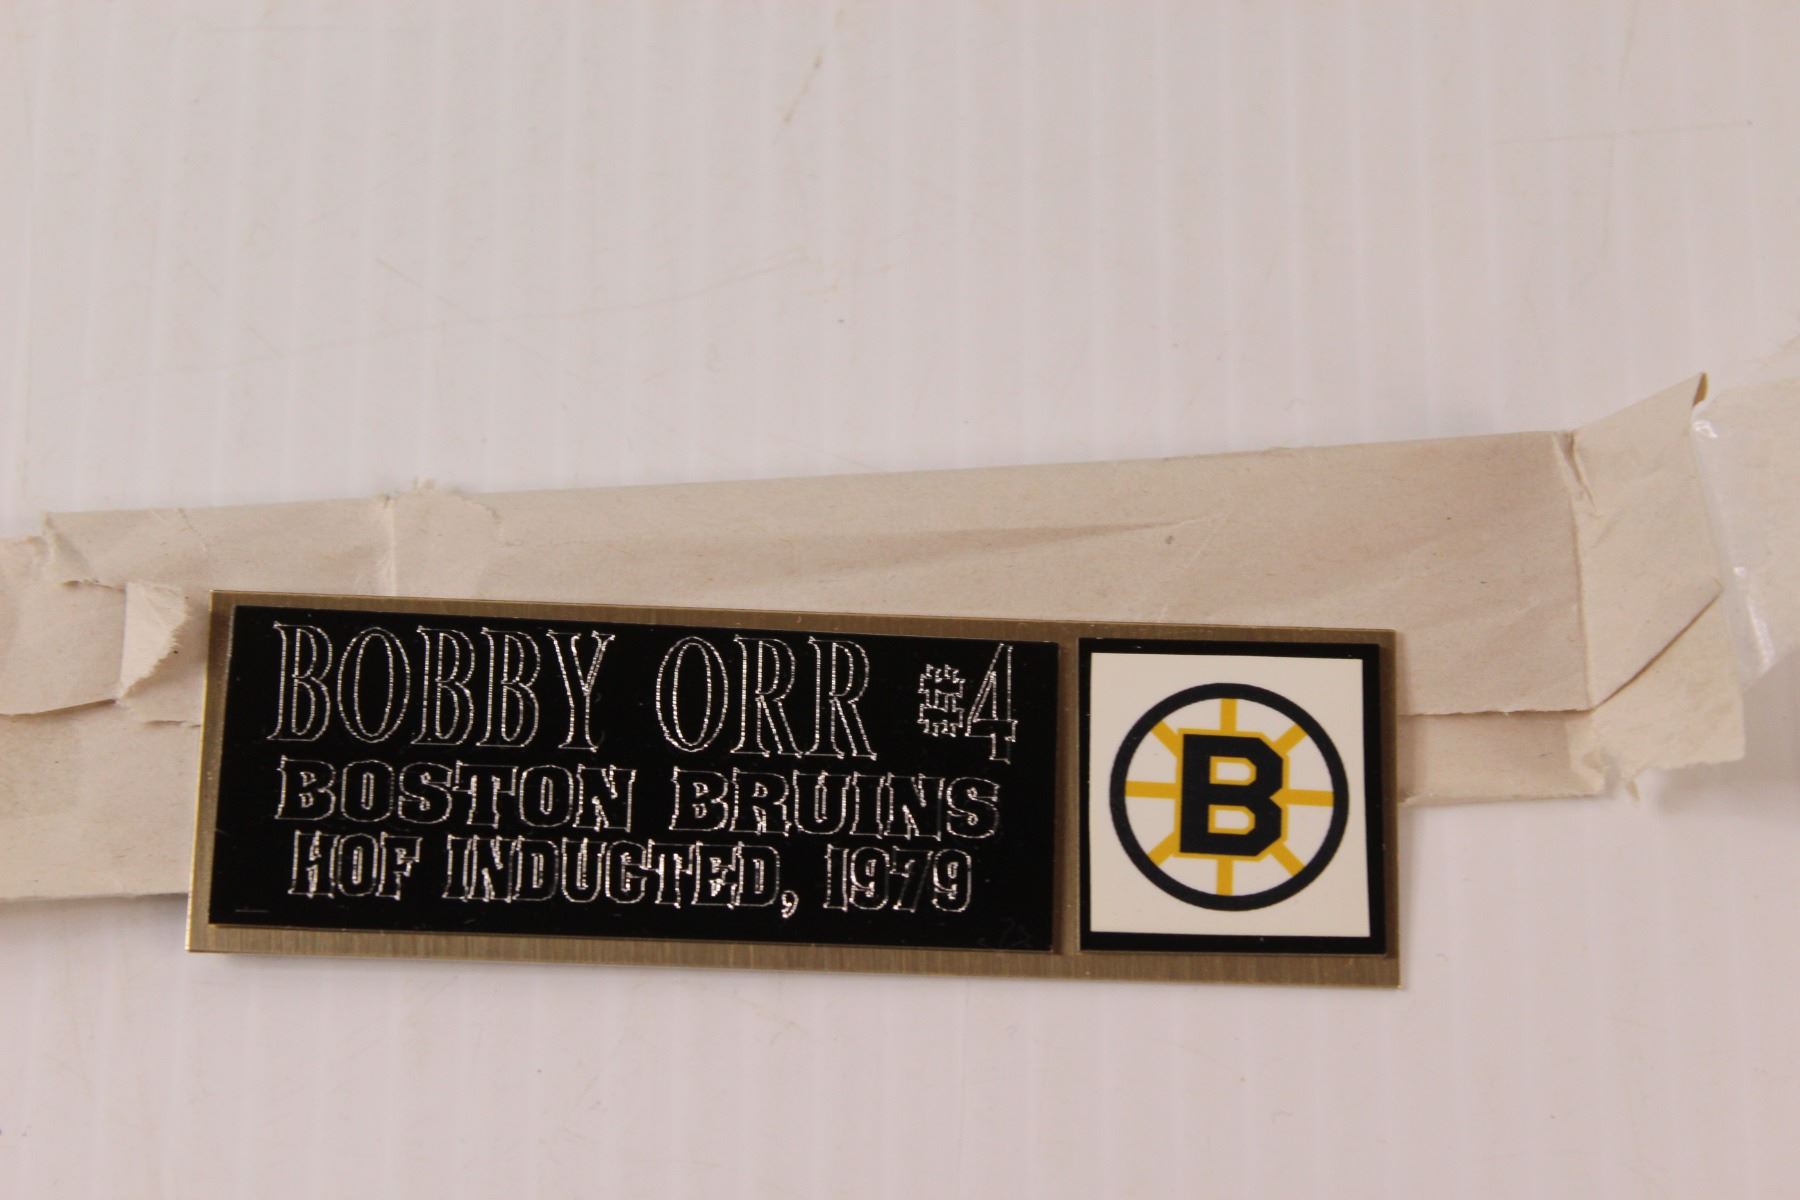 BOBBY ORR #4
BOSTON BRUINS
HOF INDUCTED, 1979
B